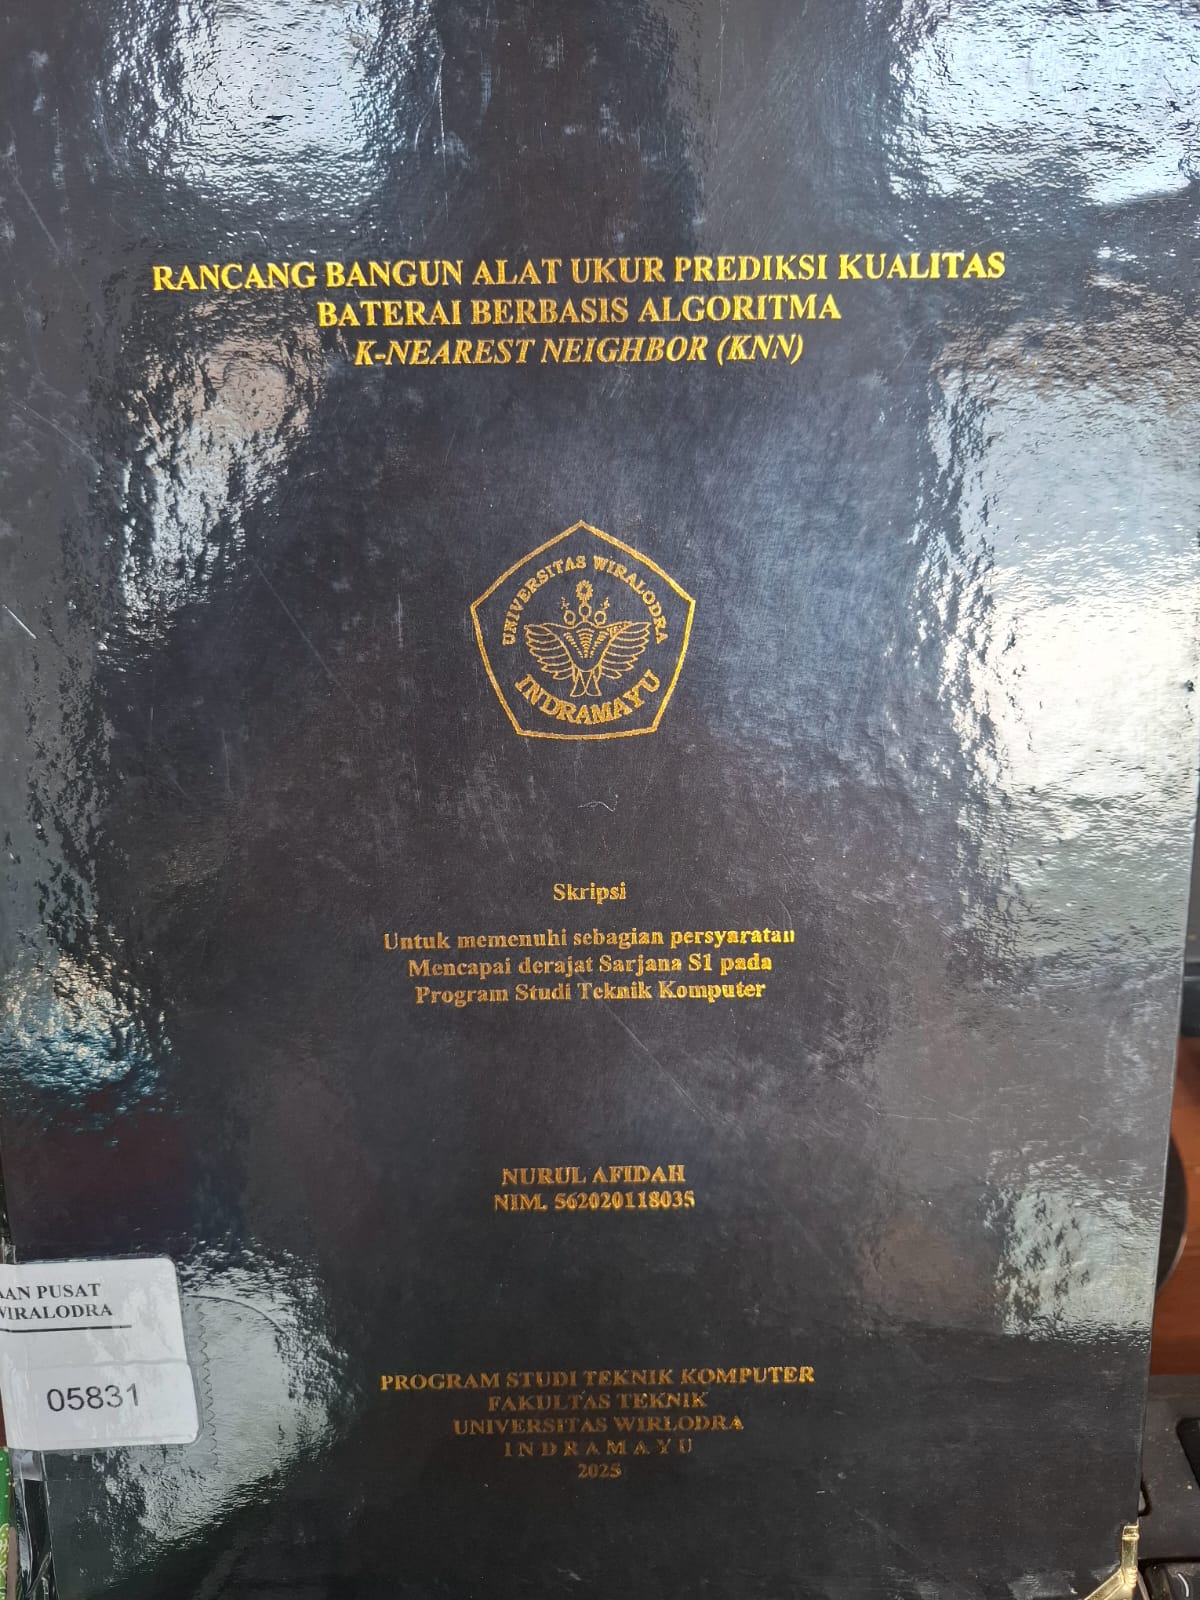 RANCANG BANGUN ALAT UKUR PREDIKSI KUALITAS
BATERAI BERBASIS ALGORITMA
K-NEAREST NEIGHBOR (KNN)
UNIVERSITAS WIRALODRA
INDRAMAYU
Skripsi
Untuk memenuhi sebagian persyaratan
Mencapai derajat Sarjana S1 pada
Program Studi Teknik Komputer
NURUL AFIDAH
NIM. 562020118035
AAN PUSAT
WIRALODRA
05831
PROGRAM STUDI TEKNIK KOMPUTER
FAKULTAS TEKNIK
UNIVERSITAS WIRLODRA
I N D R A M A Y U
2025